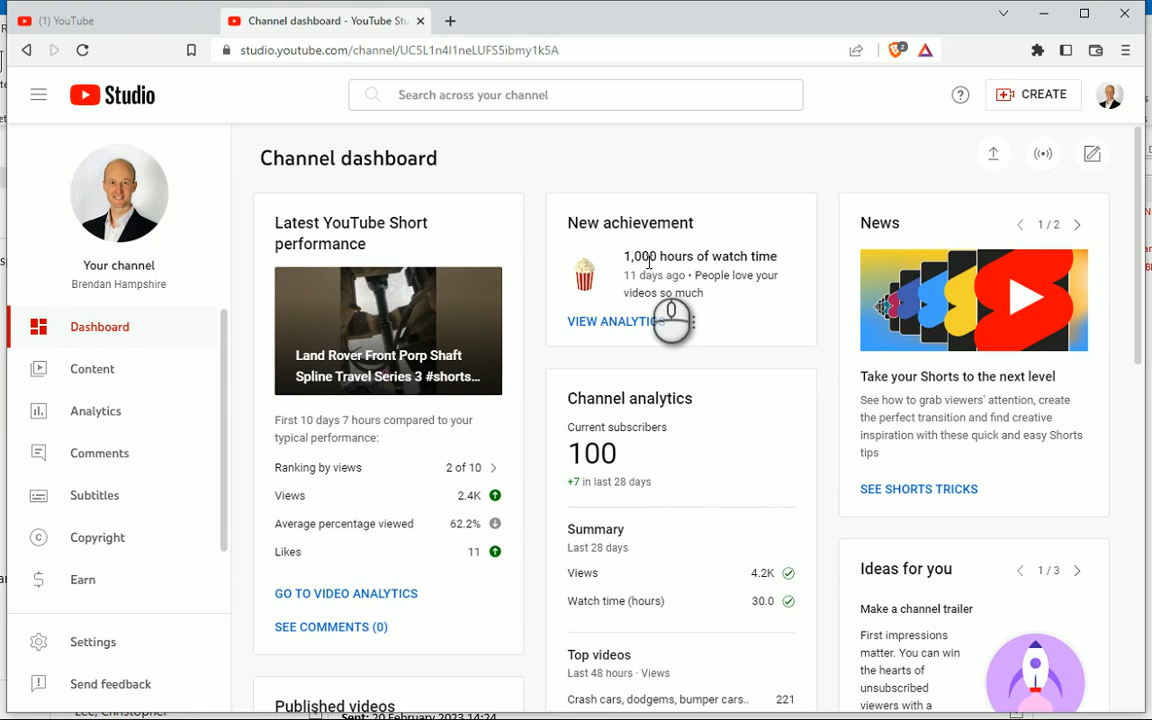 (1) YouTube
Channel dashboard - YouTube Stu
studio.youtube.com/channel/UC5L1n4I1neLUFS5ibmy1k5A
2
Studio
Search across your channel
CREATE
Channel dashboard
Your channel
Brendan Hampshire
Dashboard
Content
Analytics
Comments
Subtitles
Copyright
Earn
Settings
Send feedback
Latest YouTube Short
performance
Land Rover Front Porp Shaft
Spline Travel Series 3 #shorts...
First 10 days 7 hours compared to your
typical performance:
Ranking by views 2 of 10
Views 2.4K
Average percentage viewed 62.2%
Likes 11
GO TO VIDEO ANALYTICS
SEE COMMENTS (0)
Published videos
New achievement
1,000 hours of watch time
11 days ago • People love your
videos so much
VIEW ANALYTICS
Channel analytics
Current subscribers
100
+7 in last 28 days
Summary
Last 28 days
Views 4.2K
Watch time (hours) 30.0
Top videos
Last 48 hours · Views
Crash cars, dodgems, bumper cars.. 221
News
1 / 2
Take your Shorts to the next level
See how to grab viewers' attention, create
the perfect transition and find creative
inspiration with these quick and easy Shorts
tips
SEE SHORTS TRICKS
Ideas for you
1 / 3
Make a channel trailer
First impressions
matter. You can win
the hearts of
unsubscribed
viewers with a
Lee, Christopher
Sent: 20 February 2023 14:24